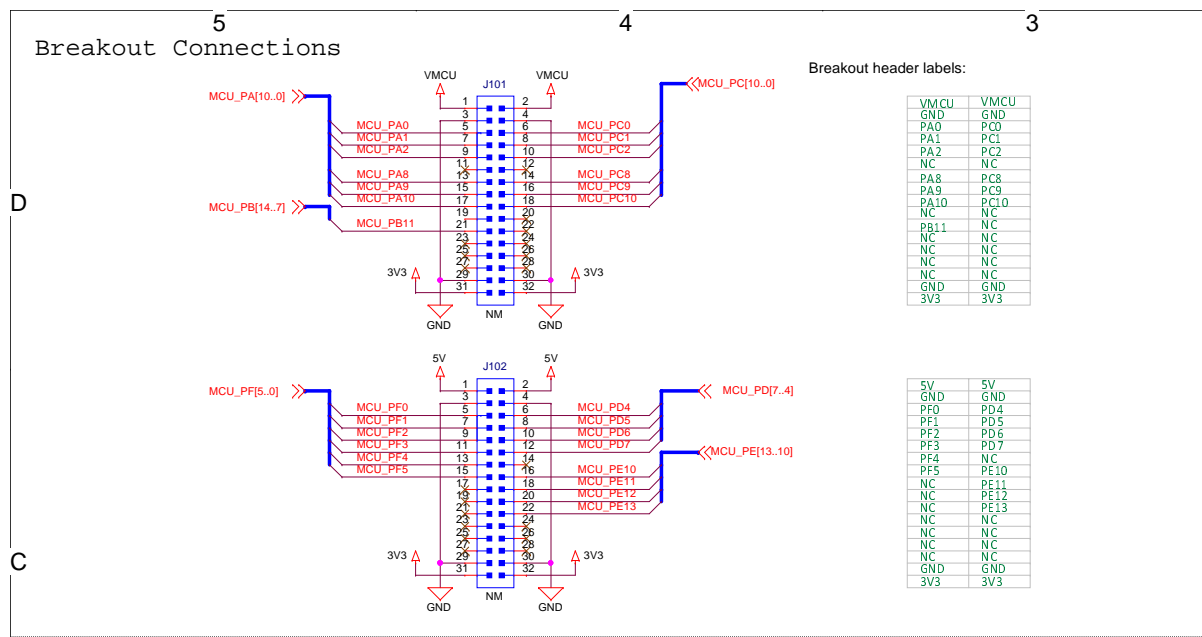 5 4 3
Breakout Connections
Breakout header labels:
VMCU J101 VMCU
MCU_PA[10..0] MCU_PC[10..0]
1 2
3 4
MCU_PA0 5 6 MCU_PC0
MCU_PA1 7 8 MCU_PC1
MCU_PA2 9 10 MCU_PC2
11 12
MCU_PA8 13 14 MCU_PC8
MCU_PA9 15 16 MCU_PC9
MCU_PA10 17 18 MCU_PC10
MCU_PB[14..7]
19 20
MCU_PB11 21 22
23 24
25 26
27 28
3V3 29 30 3V3
31 32
NM
GND GND
VMCU VMCU
GND GND
PA0 PC0
PA1 PC1
PA2 PC2
NC NC
PA8 PC8
PA9 PC9
PA10 PC10
NC NC
PB11 NC
NC NC
NC NC
NC NC
GND GND
3V3 3V3
D
5V J102 5V
MCU_PF[5..0] MCU_PD[7..4]
1 2
3 4
MCU_PF0 5 6 MCU_PD4
MCU_PF1 7 8 MCU_PD5
MCU_PF2 9 10 MCU_PD6
MCU_PF3 11 12 MCU_PD7
MCU_PE[13..10]
MCU_PF4 13 14
MCU_PF5 15 16 MCU_PE10
17 18 MCU_PE11
19 20 MCU_PE12
21 22 MCU_PE13
23 24
25 26
27 28
3V3 29 30 3V3
31 32
NM
GND GND
5V 5V
GND GND
PF0 PD4
PF1 PD5
PF2 PD6
PF3 PD7
PF4 NC
PF5 PE10
NC PE11
NC PE12
NC PE13
NC NC
NC NC
NC NC
GND GND
3V3 3V3
C